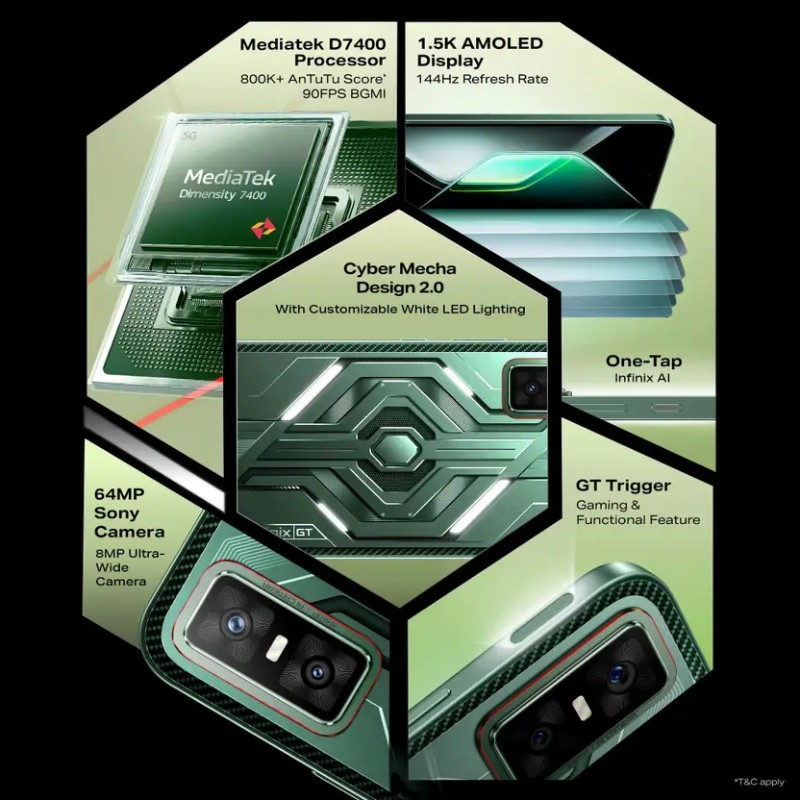 Mediatek D7400
Processor
800K+ AnTuTu Score*
90FPS BGMI
1.5K AMOLED
Display
144Hz Refresh Rate
5G
MediaTek
Dimensity 7400
Cyber Mecha
Design 2.0
With Customizable White LED Lighting
One-Tap
Infinix AI
nix GT
64MP
Sony
Camera
8MP Ultra-
Wide
Camera
GT Trigger
Gaming &
Functional Feature
*T&C apply